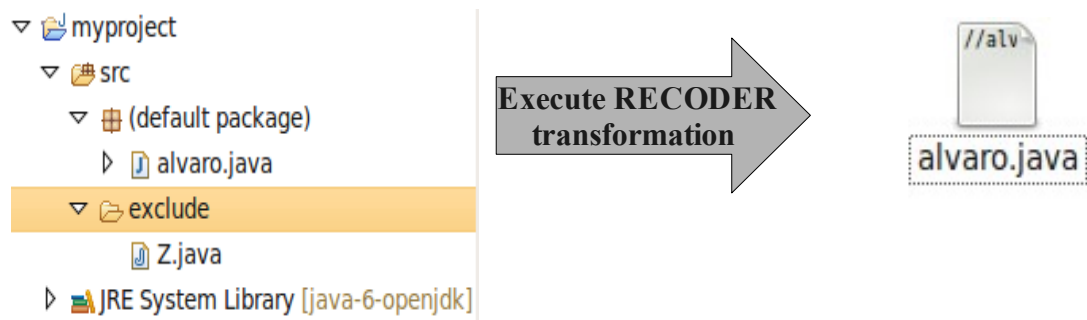 myproject
src
(default package)
alvaro.java
exclude
Z.java
JRE System Library [java-6-openjdk]
Execute RECODER
transformation
//alv
alvaro.java